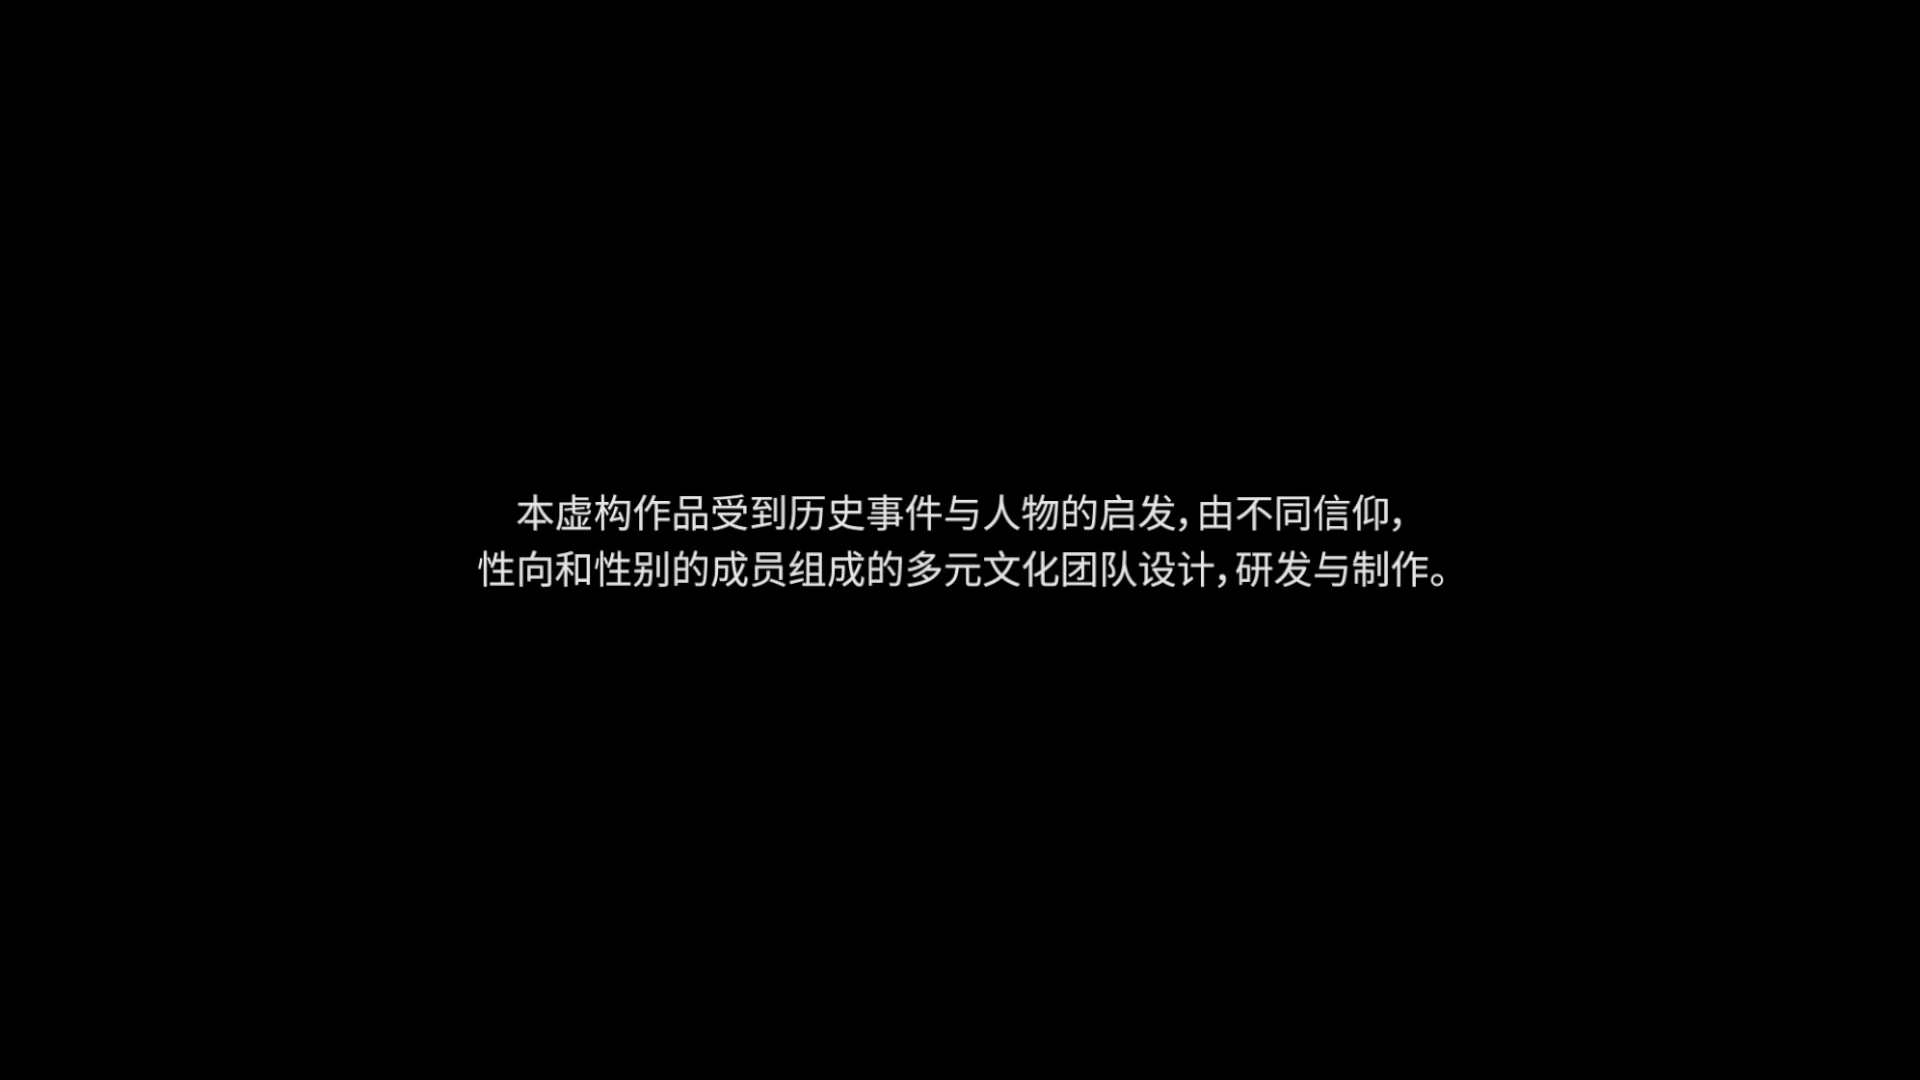 本虚构作品受到历史事件与人物的启发，由不同信仰，
性向和性别的成员组成的多元文化团队设计，研发与制作。